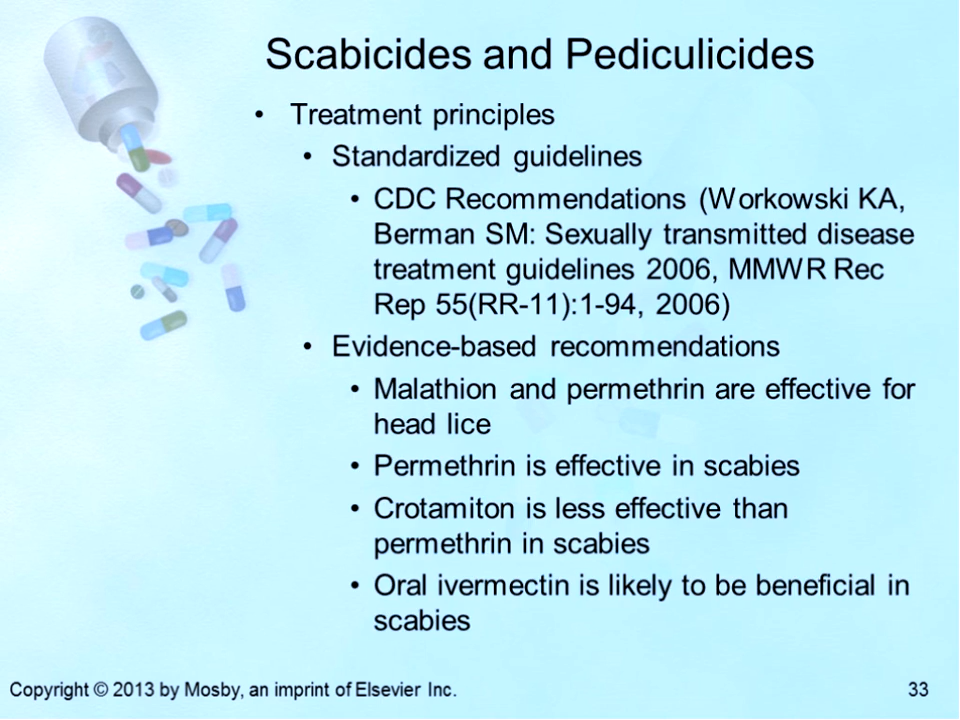 Scabicides and Pediculicides
• Treatment principles
• Standardized guidelines
• CDC Recommendations (Workowski KA,
Berman SM: Sexually transmitted disease
treatment guidelines 2006, MMWR Rec
Rep 55(RR-11):1-94, 2006)
• Evidence-based recommendations
• Malathion and permethrin are effective for
head lice
• Permethrin is effective in scabies
• Crotamiton is less effective than
permethrin in scabies
• Oral ivermectin is likely to be beneficial in
scabies
Copyright © 2013 by Mosby, an imprint of Elsevier Inc.
33